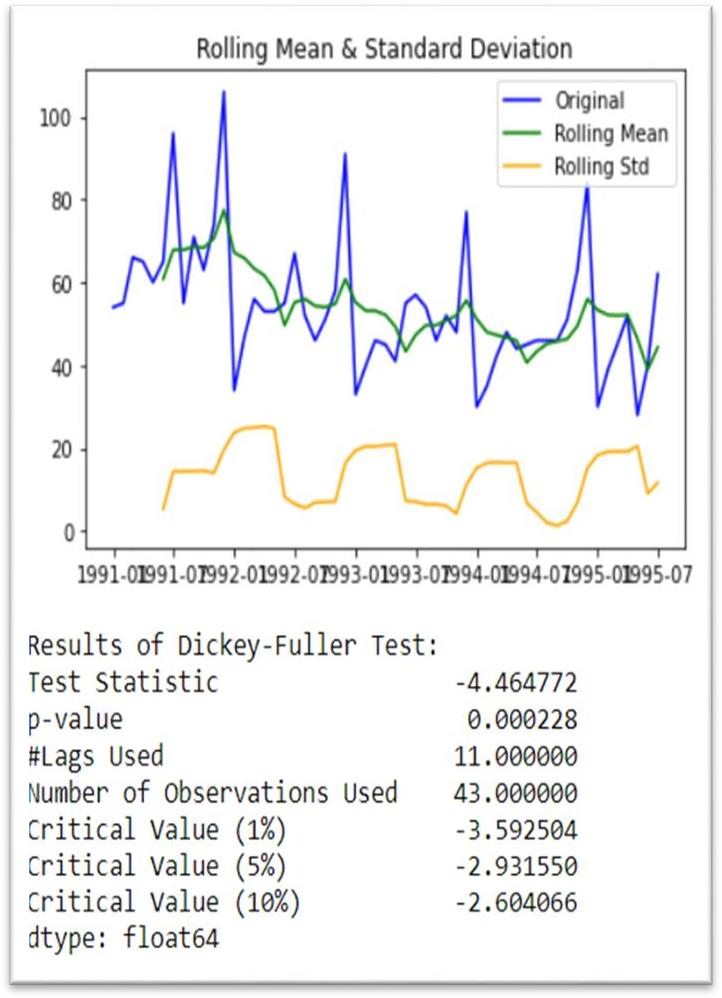 Rolling Mean & Standard Deviation
Original
Rolling Mean
Rolling Std
100
80
60
40
20
0
1991-01 1991-07 1992-01 1992-07 1993-01 1993-07 1994-01 1994-07 1995-01 1995-07
Results of Dickey-Fuller Test:
Test Statistic -4.464772
p-value 0.000228
#Lags Used 11.000000
Number of Observations Used 43.000000
Critical Value (1%) -3.592504
Critical Value (5%) -2.931550
Critical Value (10%) -2.604066
dtype: float64